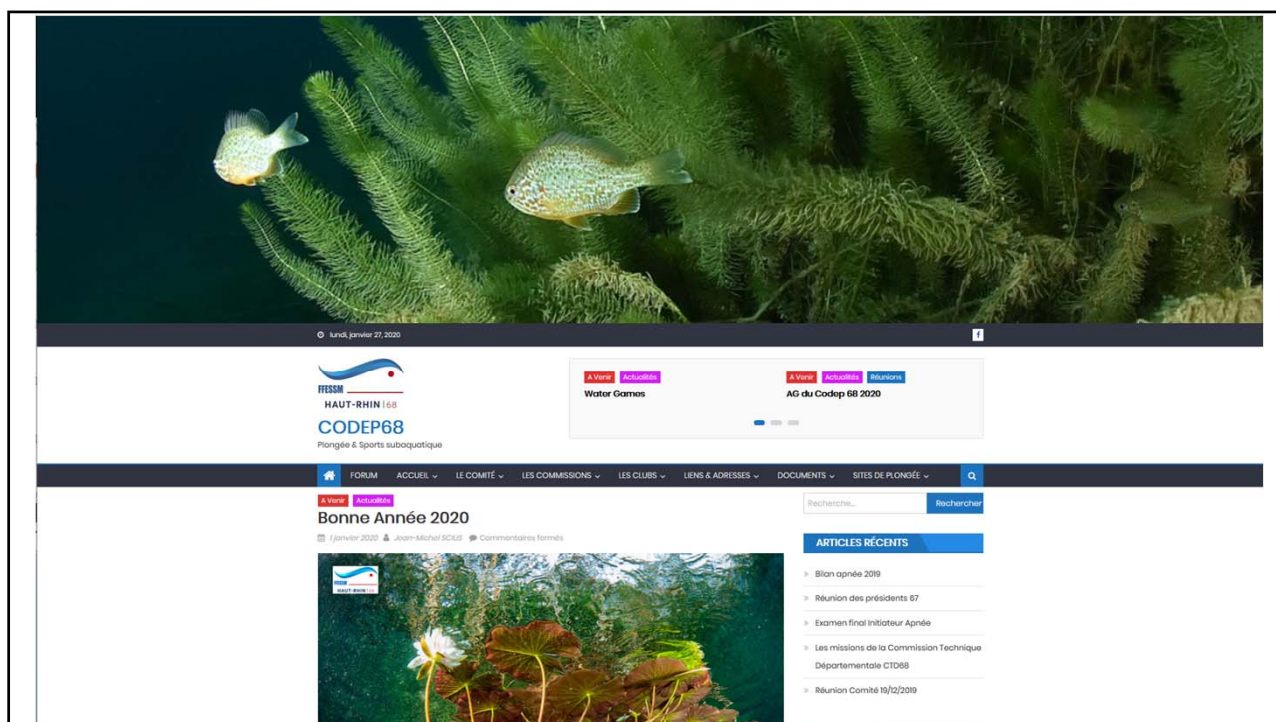 lundi, janvier 27, 2020
f
FFESSM
HAUT-RHIN | 68
CODEP68
Plongée & Sports subaquatique
A Venir Actualités
Water Games
A Venir Actualités Réunions
AG du Codep 68 2020
FORUM ACCUEIL LE COMITÉ LES COMMISSIONS LES CLUBS LIENS & ADRESSES DOCUMENTS SITES DE PLONGÉE
A Venir Actualités
Bonne Année 2020
1 janvier 2020 Jean-Michel SCIUS Commentaires fermés
FFESSM
HAUT-RHIN | 68
Recherche... Rechercher
ARTICLES RÉCENTS
» Bilan apnée 2019
» Réunion des présidents 67
» Examen final Initiateur Apnée
» Les missions de la Commission Technique
Départementale CTD68
» Réunion Comité 19/12/2019